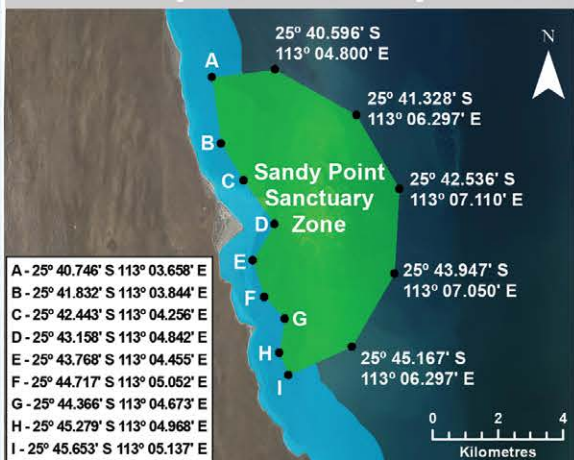 25º 40.596' S
113º 04.800' E
N
A
25º 41.328' S
113º 06.297' E
B
C
Sandy Point
Sanctuary
Zone
25º 42.536' S
113º 07.110' E
D
E
25º 43.947' S
113º 07.050' E
F
G
H
I
25º 45.167' S
113º 06.297' E
A - 25º 40.746' S 113º 03.658' E
B - 25º 41.832' S 113º 03.844' E
C - 25º 42.443' S 113º 04.256' E
D - 25º 43.158' S 113º 04.842' E
E - 25º 43.768' S 113º 04.455' E
F - 25º 44.717' S 113º 05.052' E
G - 25º 44.366' S 113º 04.673' E
H - 25º 45.279' S 113º 04.968' E
I - 25º 45.653' S 113º 05.137' E
0 2 4
Kilometres